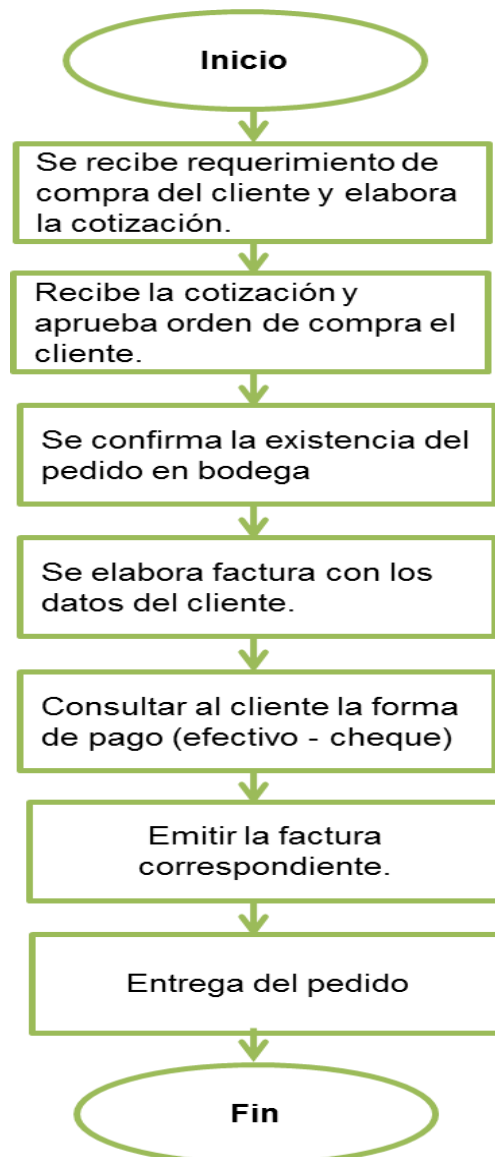 Inicio
Se recibe requerimiento de
compra del cliente y elabora
la cotización.
Recibe la cotización y
aprueba orden de compra el
cliente.
Se confirma la existencia del
pedido en bodega
Se elabora factura con los
datos del cliente.
Consultar al cliente la forma
de pago (efectivo - cheque)
Emitir la factura
correspondiente.
Entrega del pedido
Fin